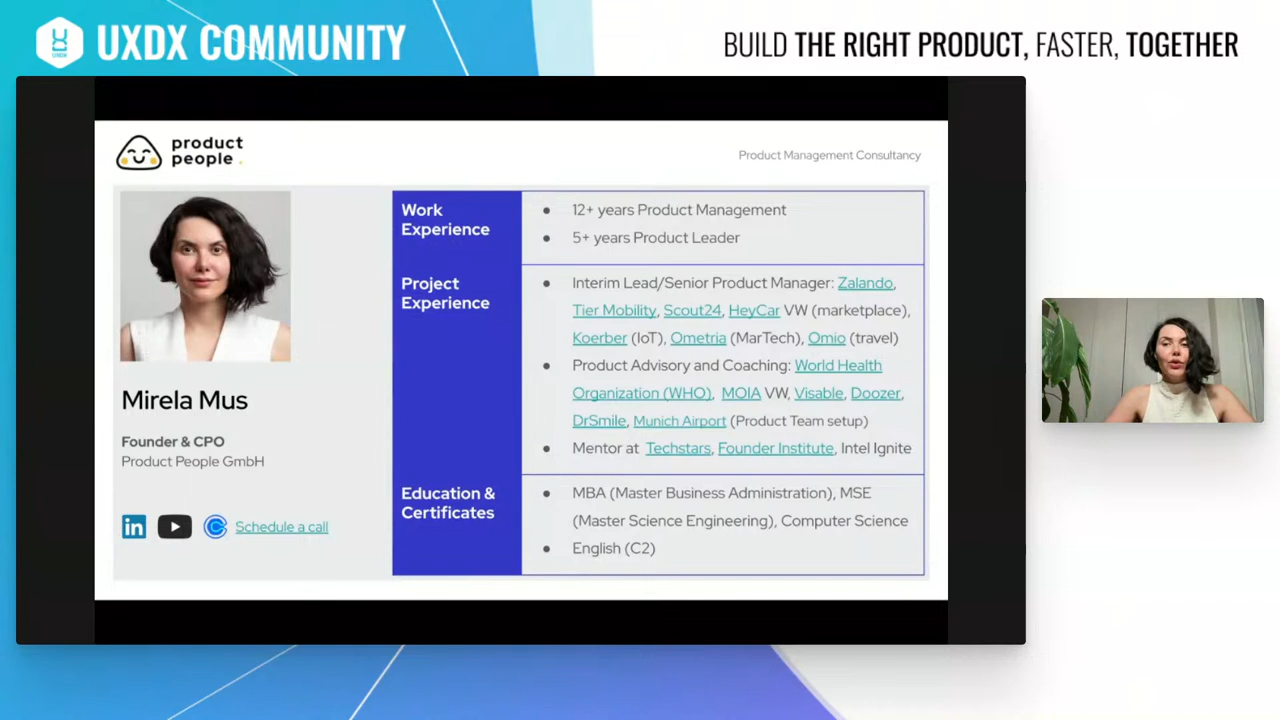 UXDX COMMUNITY
BUILD THE RIGHT PRODUCT, FASTER, TOGETHER
product
people .
Product Management Consultancy
Mirela Mus
Founder & CPO
Product People GmbH
in
Schedule a call
Work
Experience
● 12+ years Product Management
● 5+ years Product Leader
Project
Experience
● Interim Lead/Senior Product Manager: Zalando,
Tier Mobility, Scout24, HeyCar VW (marketplace),
Koerber (IoT), Ometria (MarTech), Omio (travel)
● Product Advisory and Coaching: World Health
Organization (WHO), MOIA VW, Visable, Doozer,
DrSmile, Munich Airport (Product Team setup)
● Mentor at Techstars, Founder Institute, Intel Ignite
Education &
Certificates
● MBA (Master Business Administration), MSE
(Master Science Engineering), Computer Science
● English (C2)